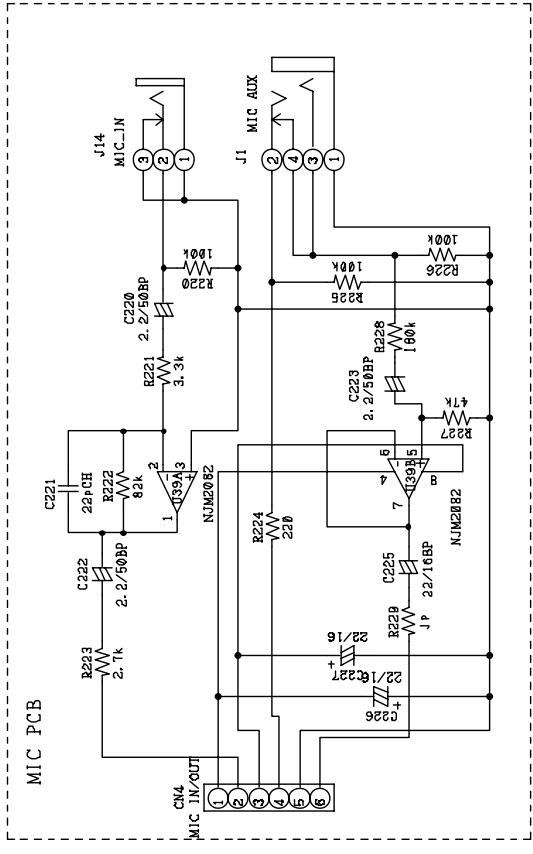 MIC PCB
J14
MIC_IN
3
2
1
J1
MIC AUX
2
4
3
1
C220
2.2/50BP
R220
100k
R221
3.3k
C221
22pCH
R222
82k
2
3
-
+
1
U39A
NJM2082
C222
2.2/50BP
R223
2.7k
R224
220
R225
100k
R226
100k
R228
180k
C223
2.2/50BP
R227
47k
6
5
-
+
4
8
7
U39B
NJM2082
C225
22/16BP
R229
JP
C227
22/16
+
C226
22/16
+
CN4
MIC IN/OUT
1
2
3
4
5
6